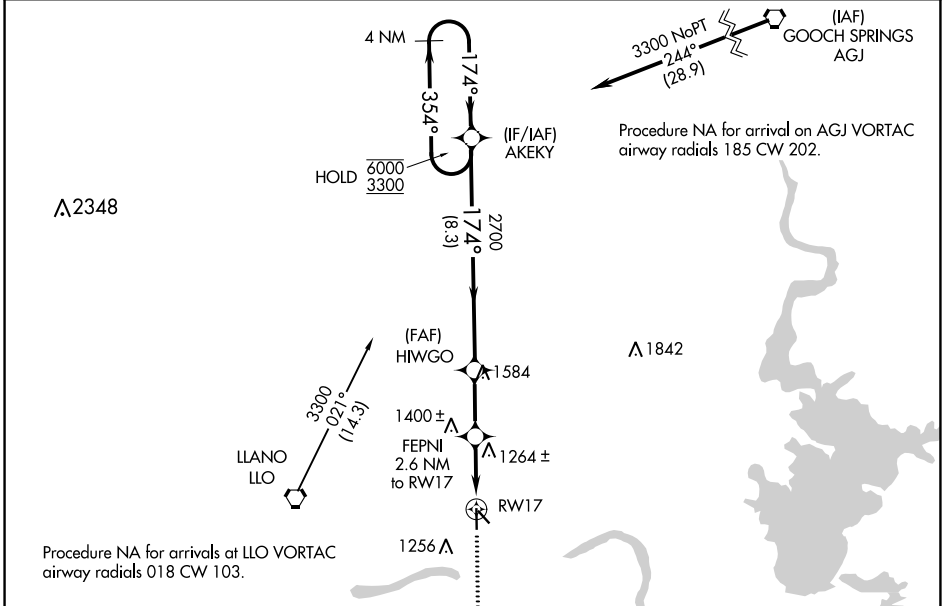 4 NM
174°
354°
(IF/IAF)
AKEKY
HOLD
6000
3300
3300 NoPT
244°
(28.9)
(IAF)
GOOCH SPRINGS
AGJ
Procedure NA for arrival on AGJ VORTAC
airway radials 185 CW 202.
2348
2700
174°
(8.3)
(FAF)
HIWGO
1584
1842
3300
021°
(14.3)
1400 ±
FEPNI
2.6 NM
to RW17
1264 ±
LLANO
LLO
RW17
1256
Procedure NA for arrivals at LLO VORTAC
airway radials 018 CW 103.